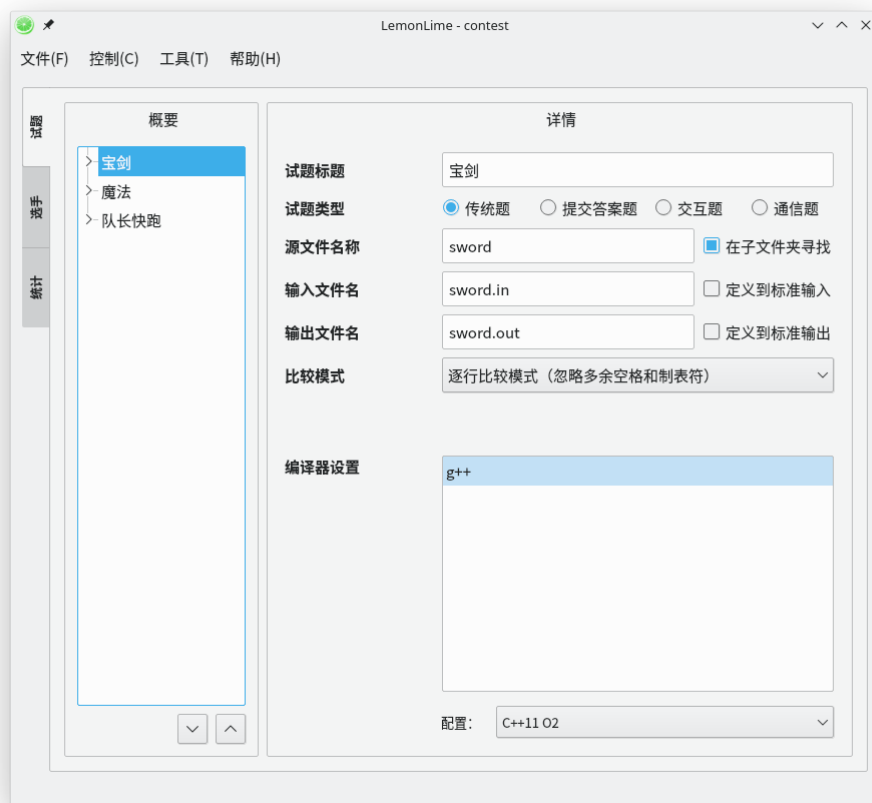 LemonLime - contest
文件(F) 控制(C) 工具(T) 帮助(H)
试题
选手
统计
概要
宝剑
魔法
队长快跑
详情
试题标题 宝剑
试题类型 传统题 提交答案题 交互题 通信题
源文件名称 sword 在子文件夹寻找
输入文件名 sword.in 定义到标准输入
输出文件名 sword.out 定义到标准输出
比较模式 逐行比较模式（忽略多余空格和制表符）
编译器设置 g++
配置： C++11 O2